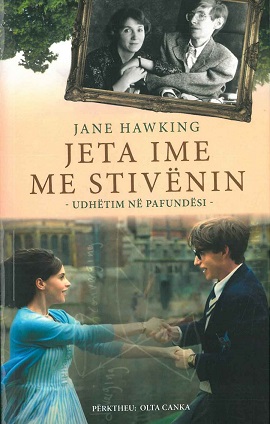 JANE HAWKING
JETA IME
ME STIVËNIN
- UDHËTIM NË PAFUNDËSI -
PËRKTHEU: OLTA CANKA